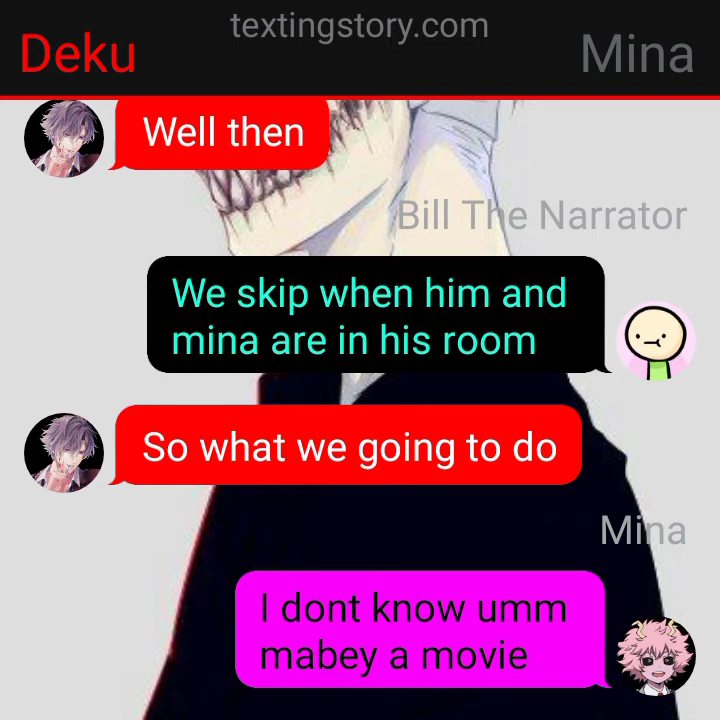 textingstory.com
Deku
Mina
Well then
Bill The Narrator
We skip when him and
mina are in his room
So what we going to do
Mina
I dont know umm
mabey a movie